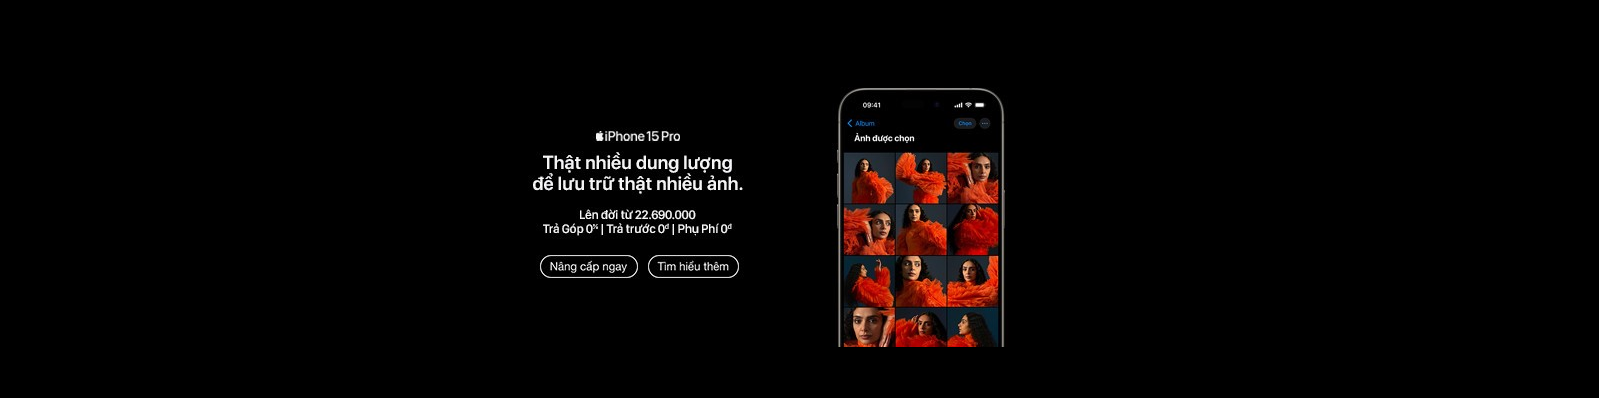 iPhone 15 Pro
Thật nhiều dung lượng
để lưu trữ thật nhiều ảnh.
Lên đời từ 22.690.000
Trả Góp 0% | Trả trước 0đ | Phụ Phí 0đ
Nâng cấp ngay
Tìm hiểu thêm
09:41
Album
Chọn
Ảnh được chọn